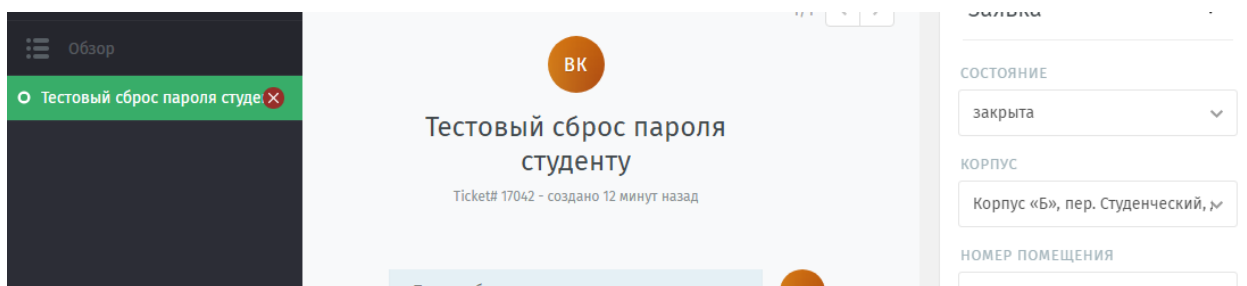 Обзор
Тестовый сброс пароля студе
ВК
Тестовый сброс пароля
студенту
Ticket# 17042 - создано 12 минут назад
Заявка
СОСТОЯНИЕ
закрыта
КОРПУС
Корпус «Б», пер. Студенческий,
НОМЕР ПОМЕЩЕНИЯ